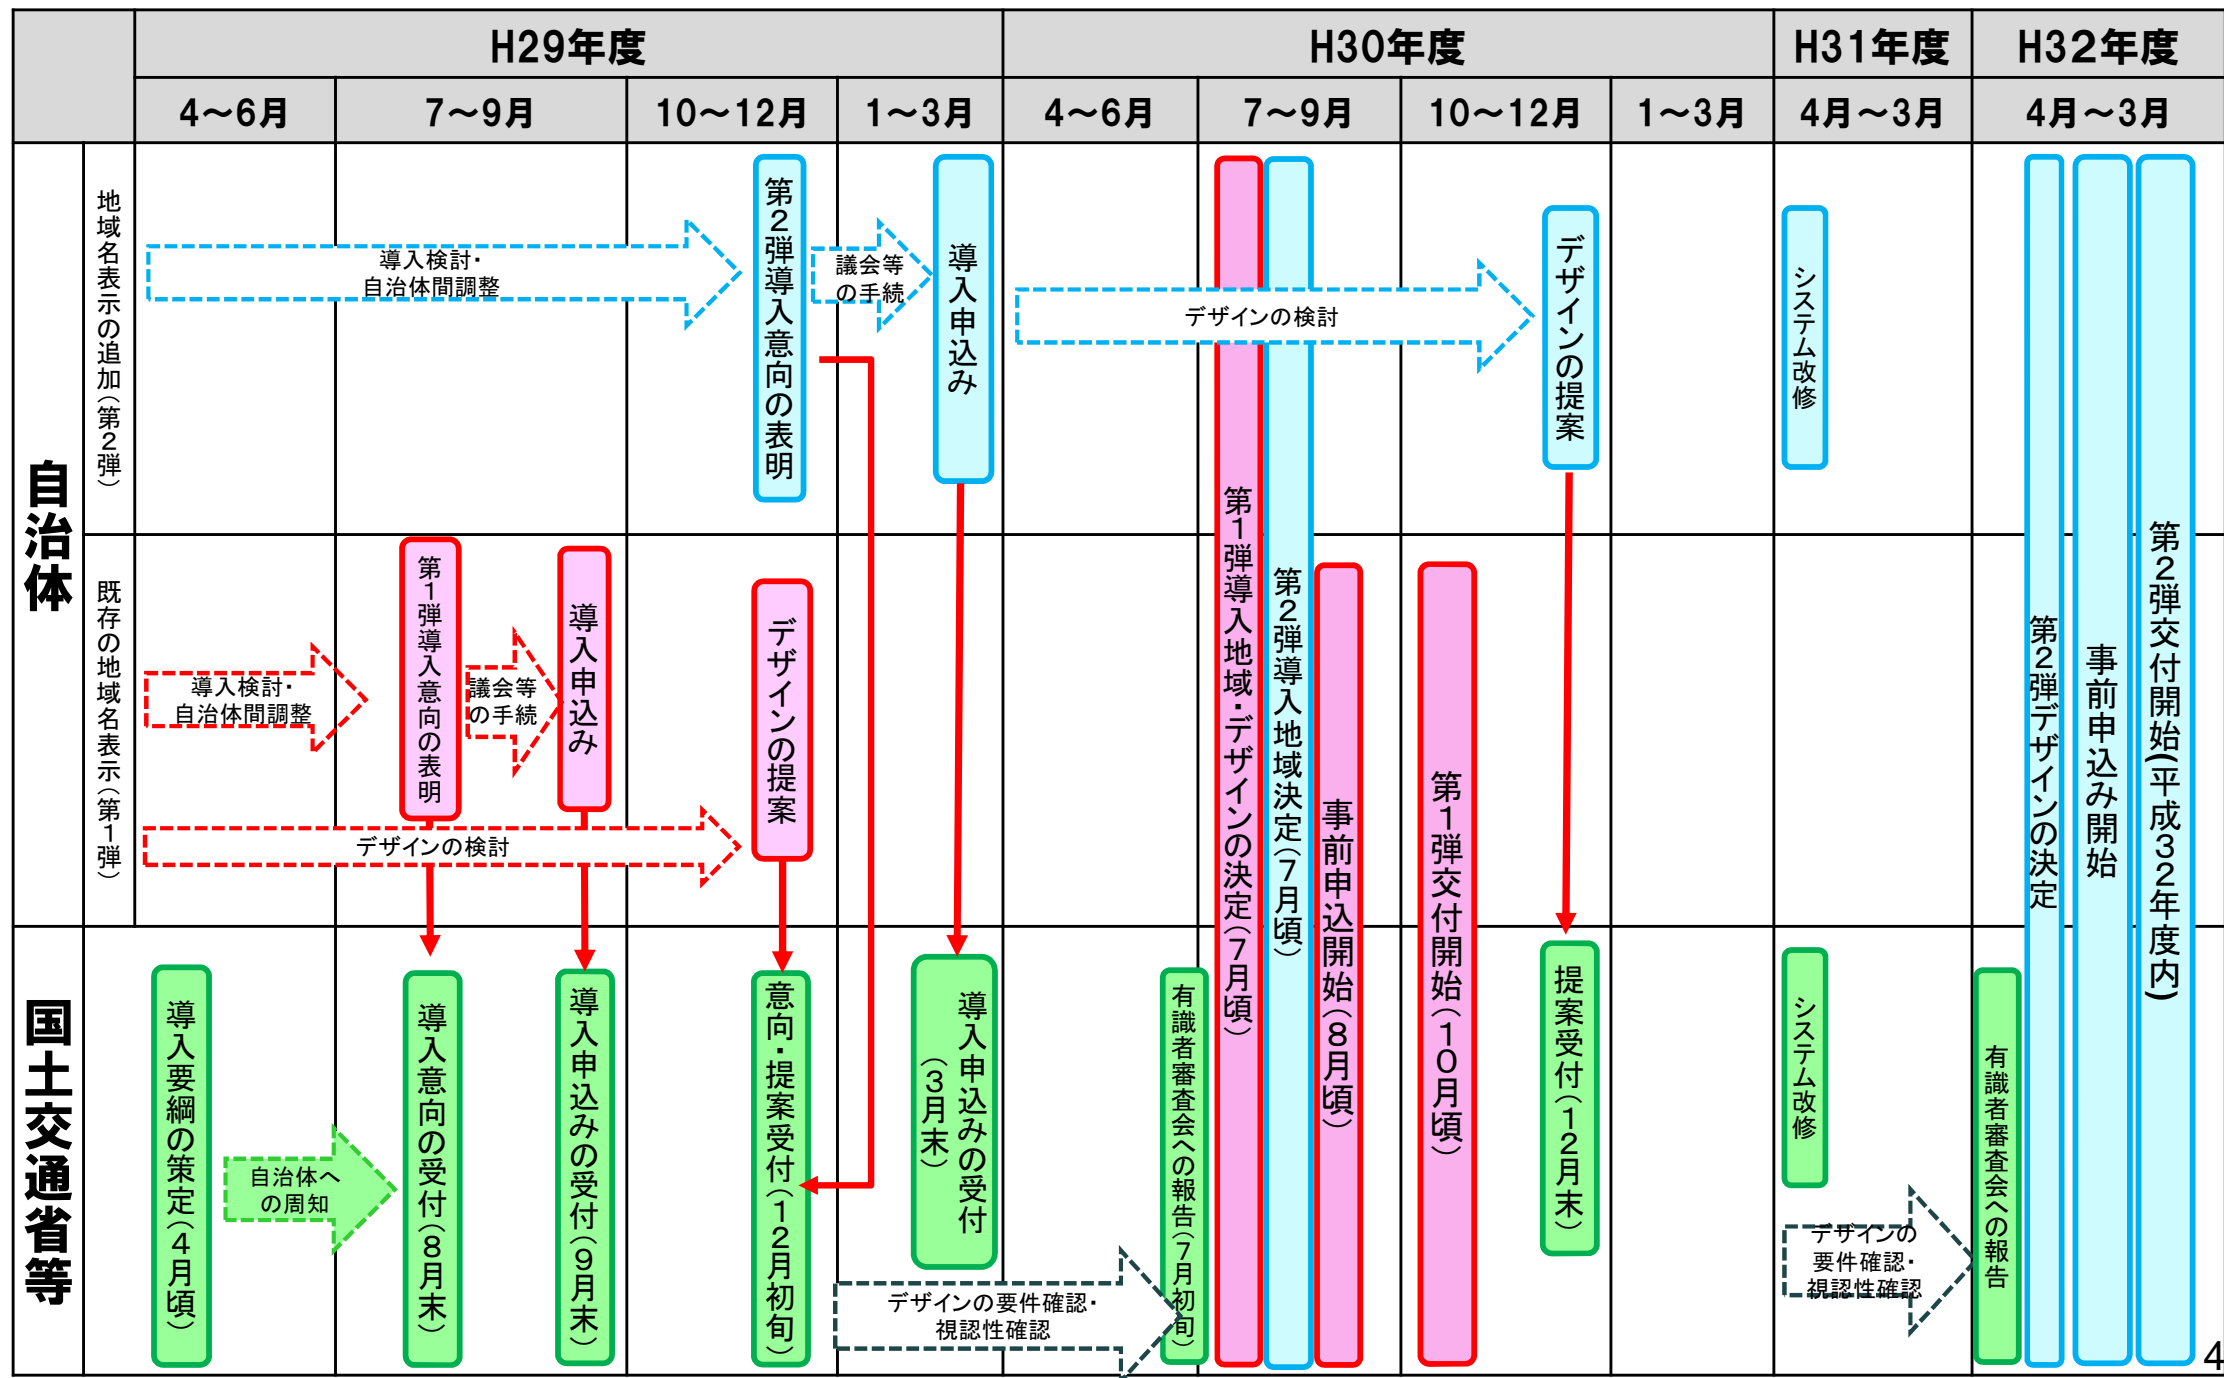 H29年度
H30年度
H31年度
H32年度
4～6月
7～9月
10～12月
1～3月
4～6月
7～9月
10～12月
1～3月
4月～3月
4月～3月
自治体
地域名表示の追加（第2弾）
導入検討・
自治体間調整
第2弾導入意向の表明
議会等
の手続
導入申込み
デザインの検討
デザインの提案
システム改修
既存の地域名表示（第1弾）
導入検討・
自治体間調整
第1弾導入意向の表明
議会等
の手続
導入申込み
デザインの検討
デザインの提案
第1弾導入地域・デザインの決定（7月頃）
第2弾導入地域決定（7月頃）
事前申込開始（8月頃）
第1弾交付開始（10月頃）
第2弾デザインの決定
事前申込み開始
第2弾交付開始(平成32年度内)
国土交通省等
導入要綱の策定（4月頃）
自治体へ
の周知
導入意向の受付（8月末）
導入申込みの受付（9月末）
意向・提案受付（12月初旬）
導入申込みの受付
（3月末）
デザインの要件確認・
視認性確認
有識者審査会への報告（7月初旬）
提案受付（12月末）
システム改修
デザインの
要件確認・
視認性確認
有識者審査会への報告
4